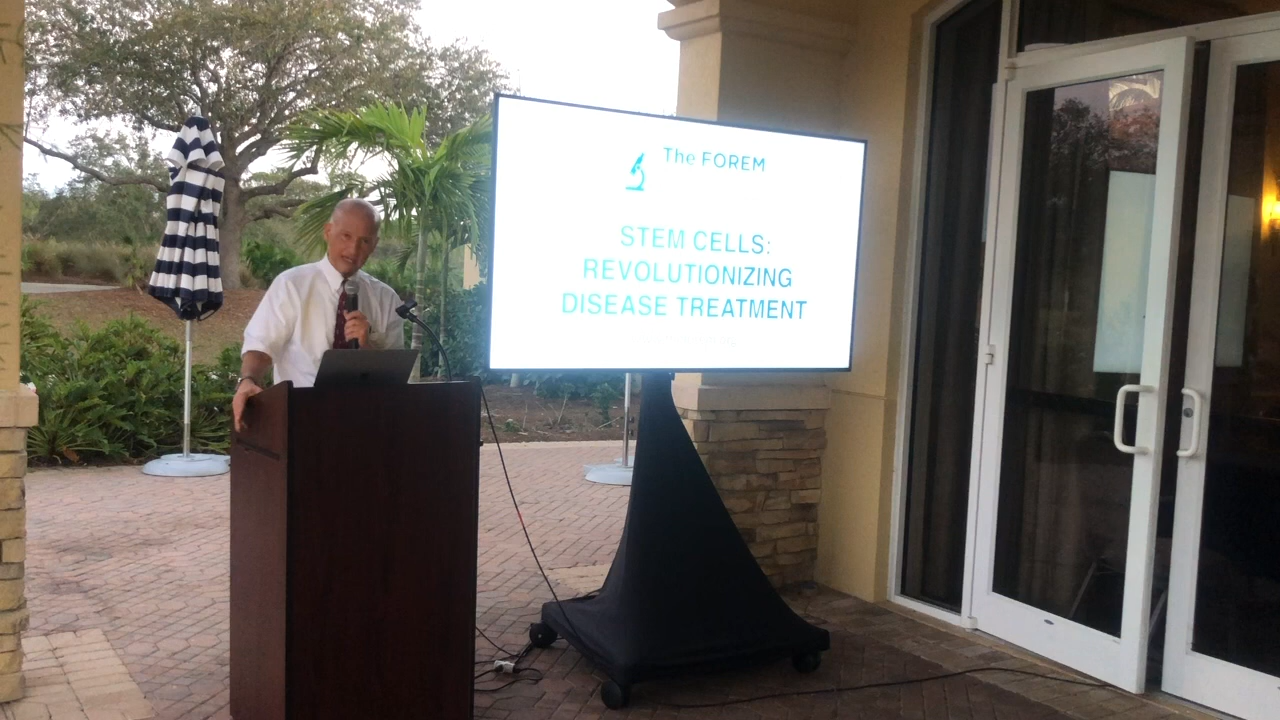 The FOREM
STEM CELLS:
REVOLUTIONIZING
DISEASE TREATMENT